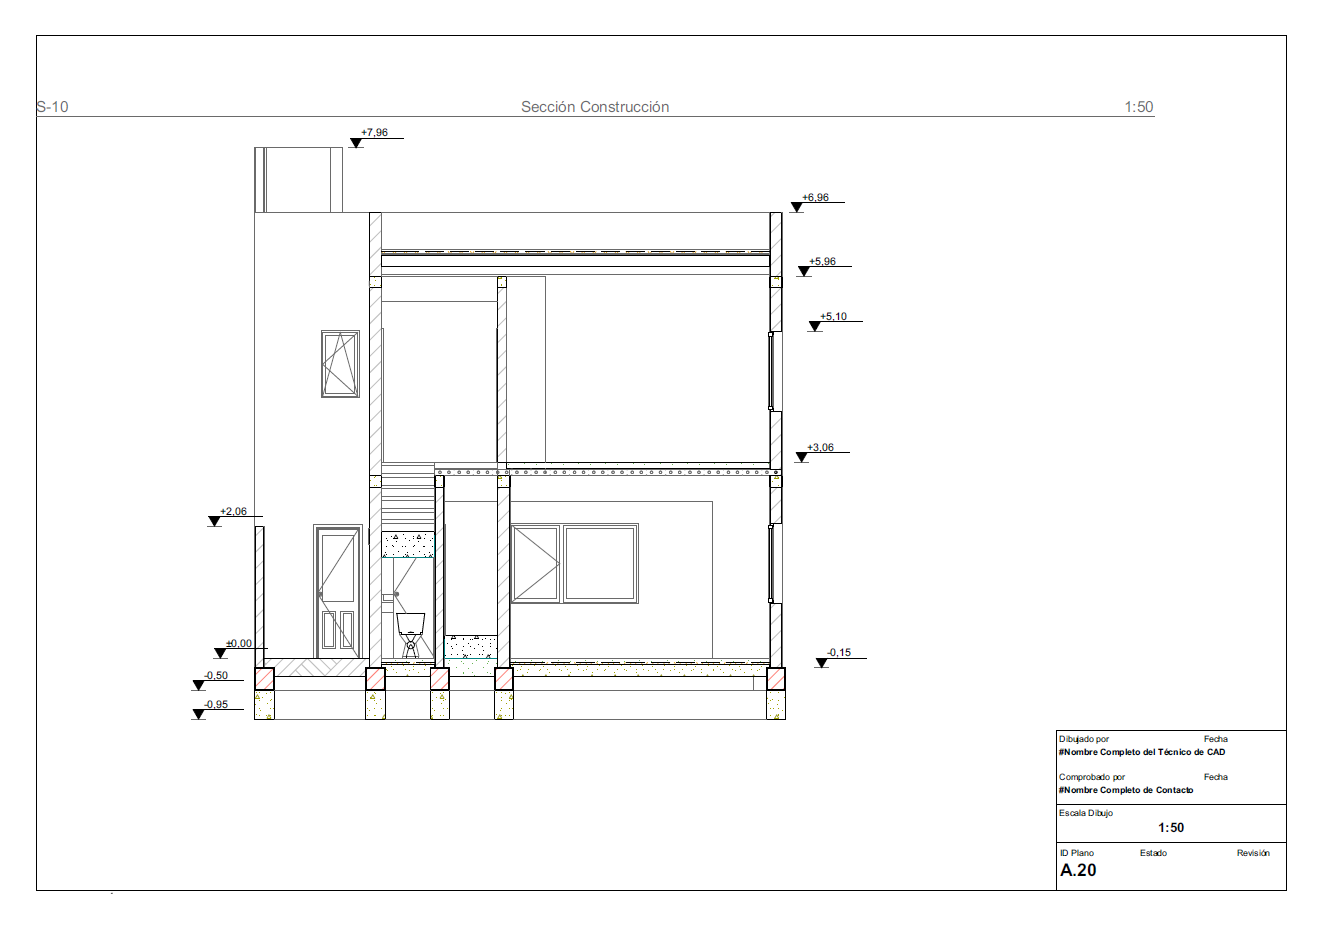 S-10 Sección Construcción 1:50
+7,96
+6,96
+5,96
+5,10
+3,06
+2,06
±0,00
-0,15
-0,50
-0,95
Dibujado por Fecha
#Nombre Completo del Técnico de CAD
Comprobado por Fecha
#Nombre Completo de Contacto
Escala Dibujo
1:50
ID Plano Estado Revisión
A.20